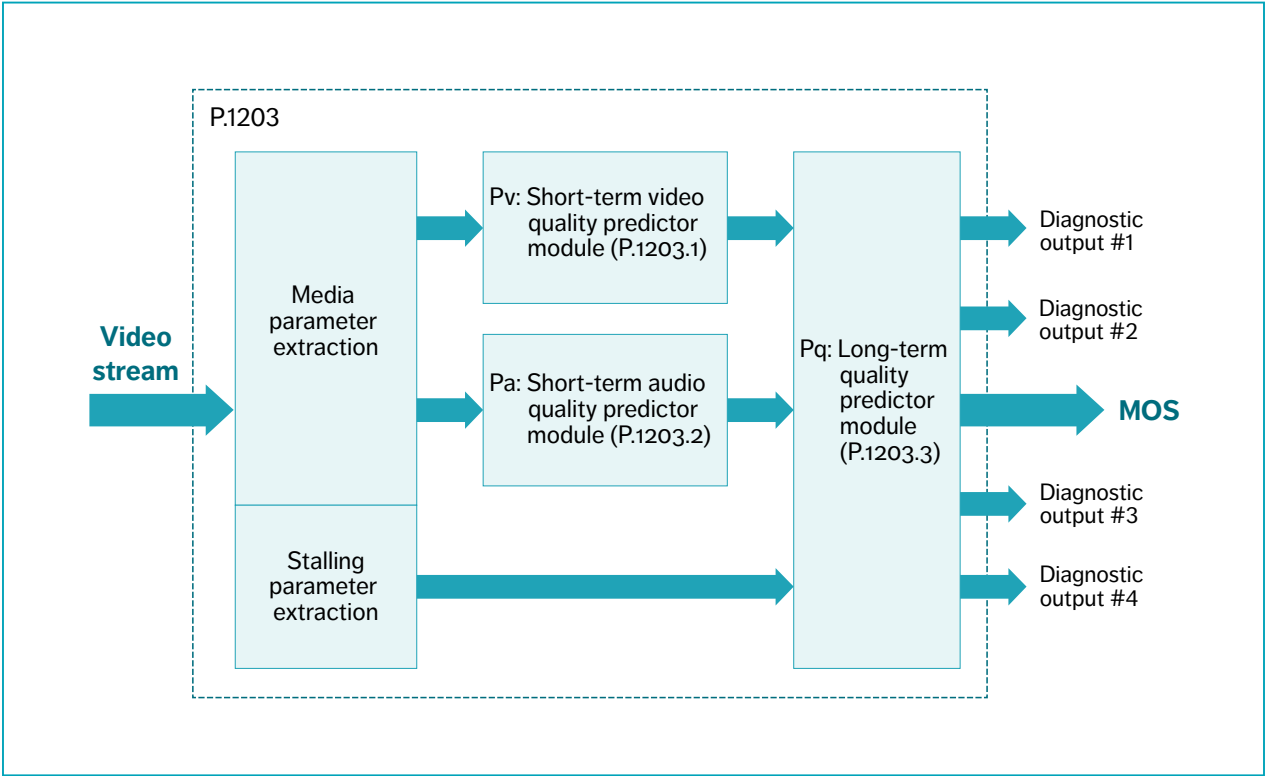 P.1203
Video
stream
Media
parameter
extraction
Stalling
parameter
extraction
Pv: Short-term video
quality predictor
module (P.1203.1)
Pa: Short-term audio
quality predictor
module (P.1203.2)
Pq: Long-term
quality
predictor
module
(P.1203.3)
Diagnostic
output #1
Diagnostic
output #2
MOS
Diagnostic
output #3
Diagnostic
output #4